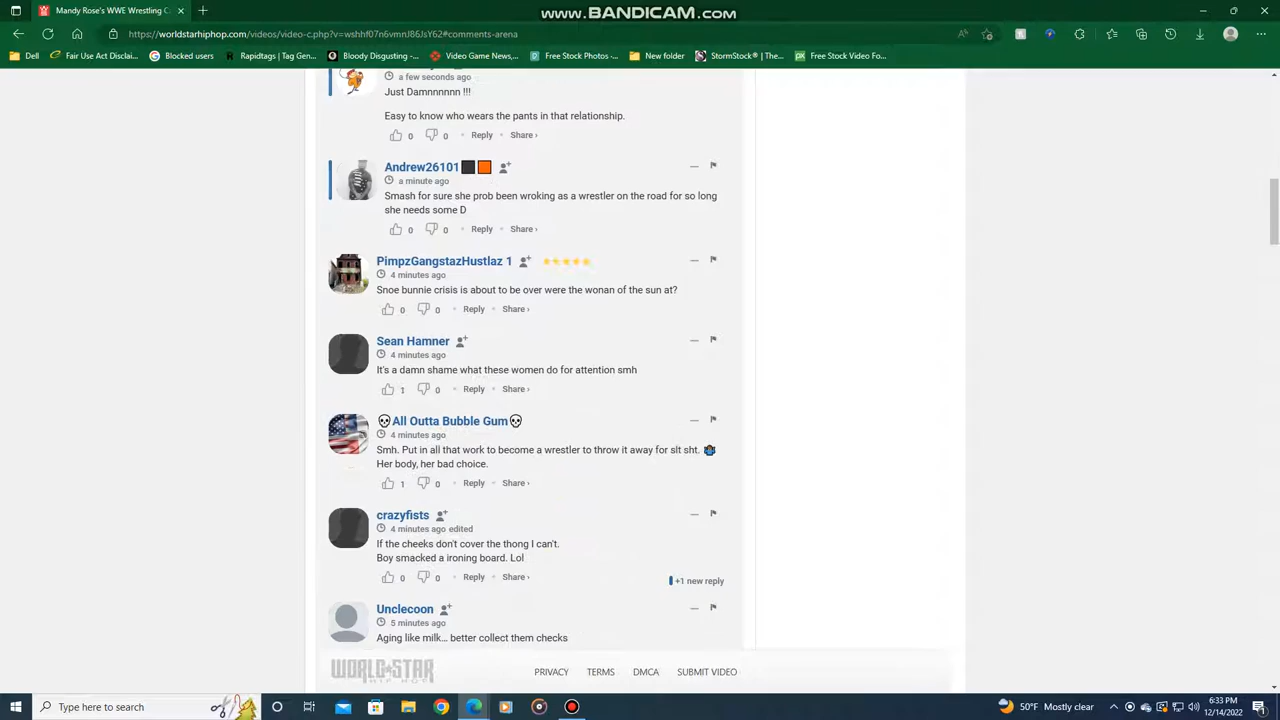 Mandy Rose's WWE Wrestling C
www.BANDICAM.com
https://worldstarhiphop.com/videos/video-c.php?v=wshhf07n6vmnJ86JsY62#comments-arena
Dell
Fair Use Act Disclai...
Blocked users
Rapidtags | Tag Gen...
Bloody Disgusting -...
Video Game News,...
Free Stock Photos -...
New folder
StormStock® | The...
Free Stock Video Fo...
a few seconds ago
Just Damnnnnnn !!!
Easy to know who wears the pants in that relationship.
0 0 • Reply • Share ›
Andrew26101
a minute ago
Smash for sure she prob been wroking as a wrestler on the road for so long
she needs some D
0 0 • Reply • Share ›
PimpzGangstazHustlaz 1
4 minutes ago
Snoe bunnie crisis is about to be over were the wonan of the sun at?
0 0 • Reply • Share ›
Sean Hamner
4 minutes ago
It's a damn shame what these women do for attention smh
1 0 • Reply • Share ›
💀All Outta Bubble Gum💀
4 minutes ago
Smh. Put in all that work to become a wrestler to throw it away for slt sht. 🤷🏾‍♂️
Her body, her bad choice.
1 0 • Reply • Share ›
crazyfists
4 minutes ago edited
If the cheeks don't cover the thong I can't.
Boy smacked a ironing board. Lol
0 0 • Reply • Share ›
+1 new reply
Unclecoon
5 minutes ago
Aging like milk... better collect them checks
WORLD STAR
HIP HOP
PRIVACY
TERMS
DMCA
SUBMIT VIDEO
Type here to search
50°F Mostly clear
6:33 PM
12/14/2022